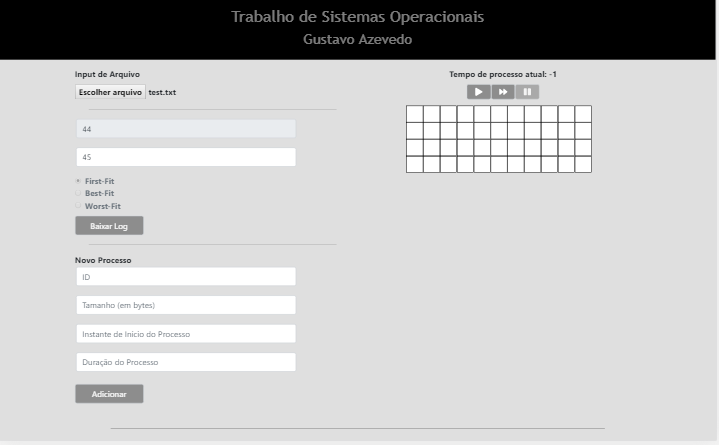 Trabalho de Sistemas Operacionais
Gustavo Azevedo
Input de Arquivo
Escolher arquivo test.txt
44
45
First-Fit
Best-Fit
Worst-Fit
Baixar Log
Novo Processo
ID
Tamanho (em bytes)
Instante de Início do Processo
Duração do Processo
Adicionar
Tempo de processo atual: -1